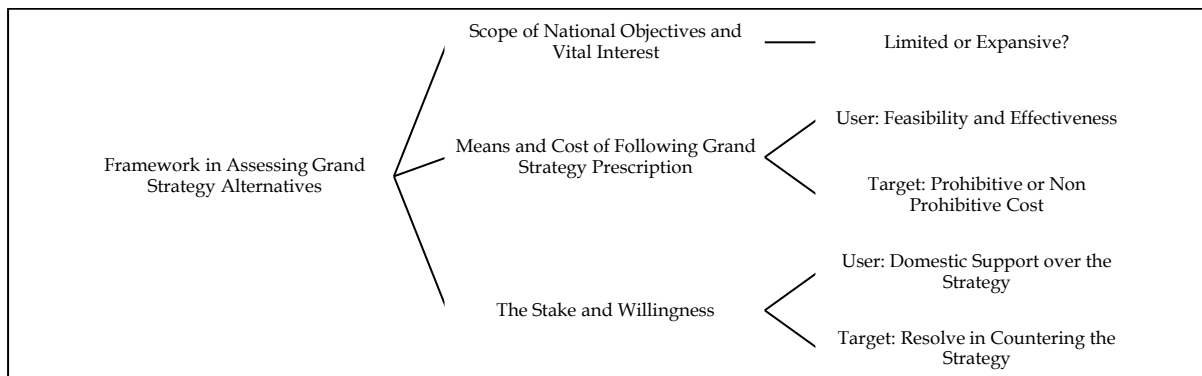 Framework in Assessing Grand
Strategy Alternatives
Scope of National Objectives and
Vital Interest
Limited or Expansive?
Means and Cost of Following Grand
Strategy Prescription
User: Feasibility and Effectiveness
Target: Prohibitive or Non
Prohibitive Cost
The Stake and Willingness
User: Domestic Support over the
Strategy
Target: Resolve in Countering the
Strategy